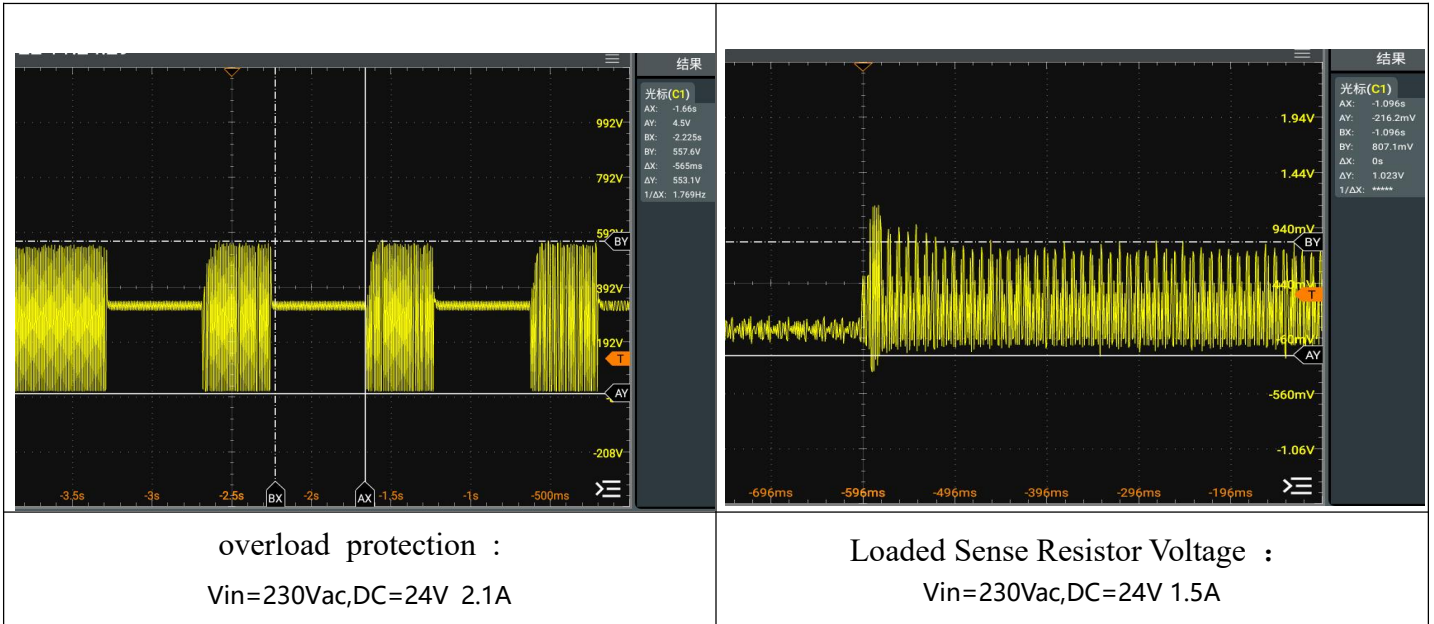 结果
光标(C1)
AX: -1.66s
AY: 4.5V
BX: -2.225s
BY: 557.6V
ΔX: -565ms
ΔY: 553.1V
1/ΔX: 1.769Hz
992V
792V
592V
BY
392V
192V
T
AY
-208V
-3.5s -3s -2.5s BX -2s AX -1.5s -1s -500ms
结果
光标(C1)
AX: -1.096s
AY: -216.2mV
BX: -1.096s
BY: 807.1mV
ΔX: 0s
ΔY: 1.023V
1/ΔX: *****
1.94V
1.44V
940mV
BY
440mV
T
-60mV
AY
-560mV
-1.06V
-696ms -596ms -496ms -396ms -296ms -196ms
overload protection :
Vin=230Vac,DC=24V 2.1A
Loaded Sense Resistor Voltage ：
Vin=230Vac,DC=24V 1.5A